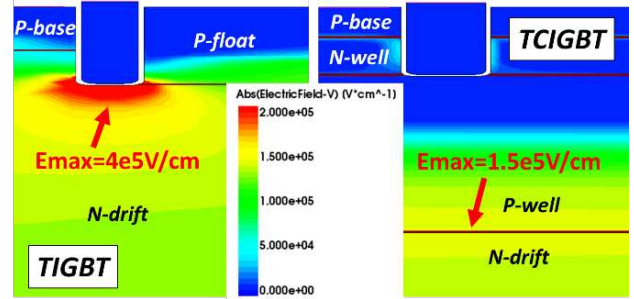 P-base
P-float
Emax=4e5V/cm
N-drift
TIGBT
Abs(ElectricField-V) (V*cm^-1)
2.000e+05
1.500e+05
1.000e+05
5.000e+04
0.000e+00
P-base
TCIGBT
N-well
Emax=1.5e5V/cm
P-well
N-drift